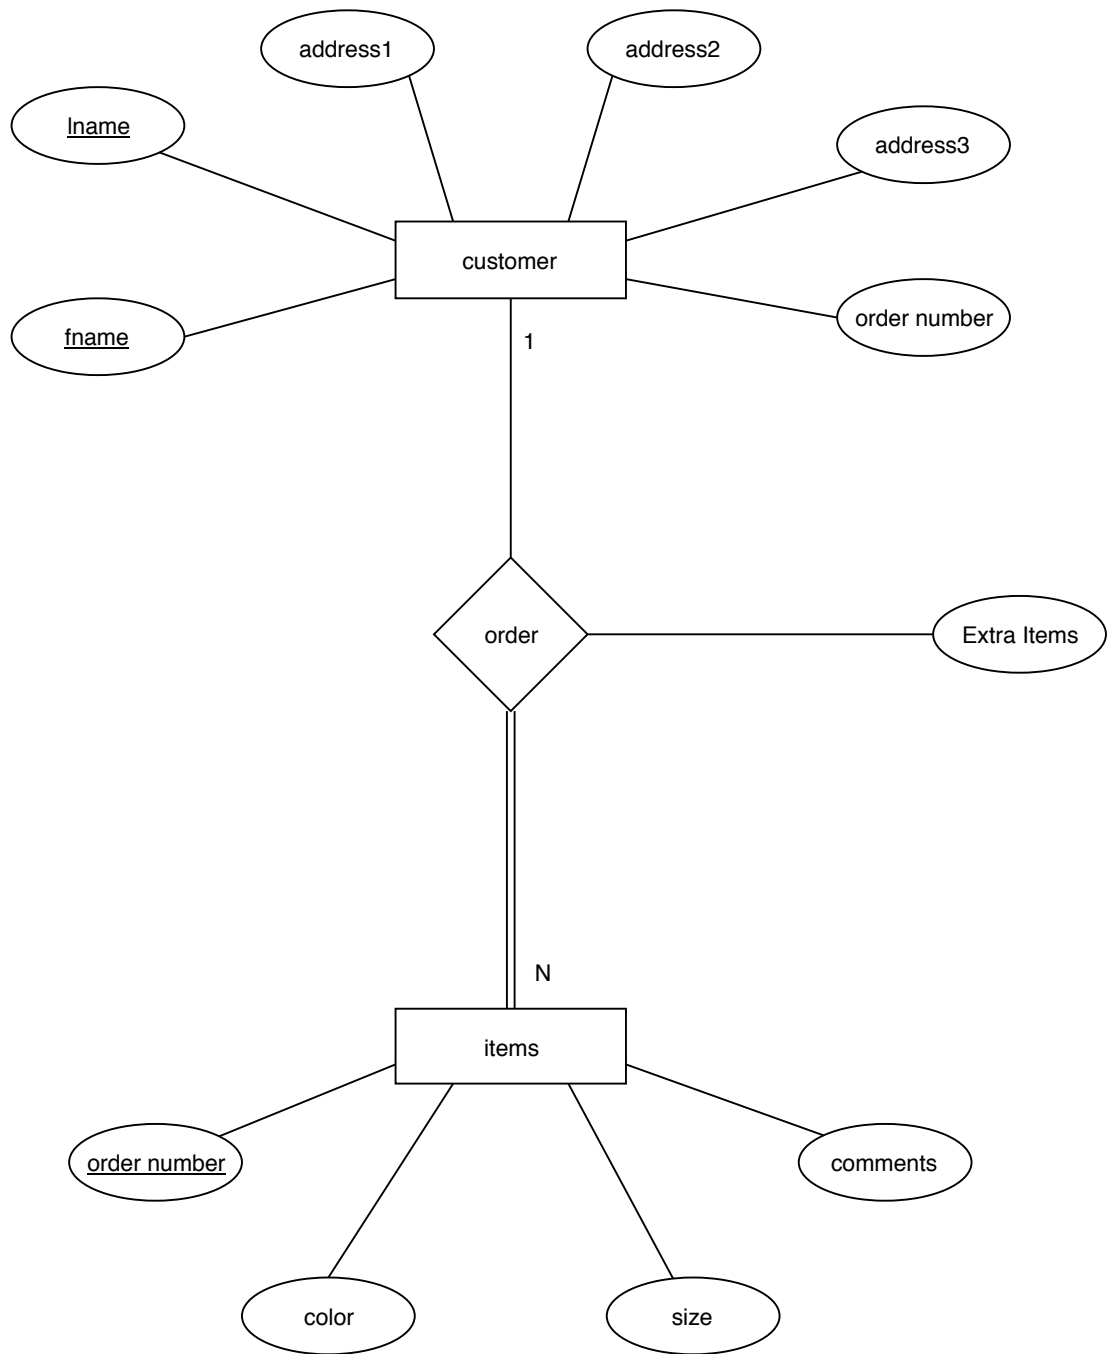 address1
address2
lname
address3
customer
order number
fname
1
order
Extra Items
N
items
order number
comments
color
size